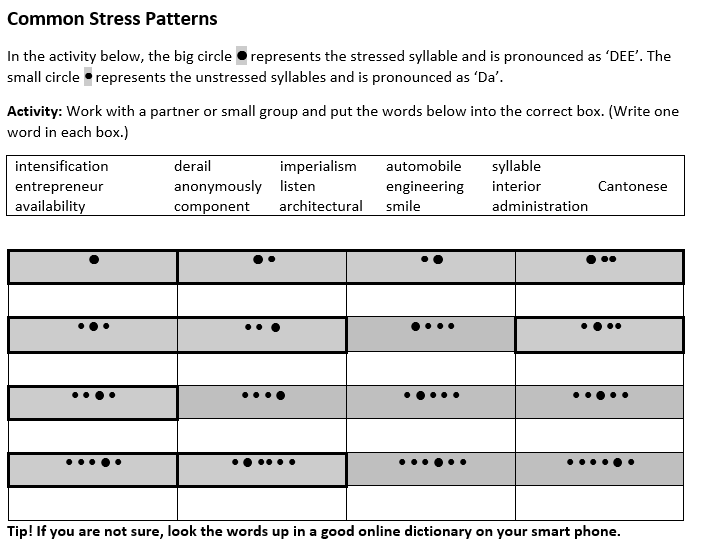 Common Stress Patterns
In the activity below, the big circle ● represents the stressed syllable and is pronounced as ‘DEE’. The
small circle • represents the unstressed syllables and is pronounced as ‘Da’.
Activity: Work with a partner or small group and put the words below into the correct box. (Write one
word in each box.)
intensification derail imperialism automobile syllable
entrepreneur anonymously listen engineering interior Cantonese
availability component architectural smile administration
Tip! If you are not sure, look the words up in a good online dictionary on your smart phone.